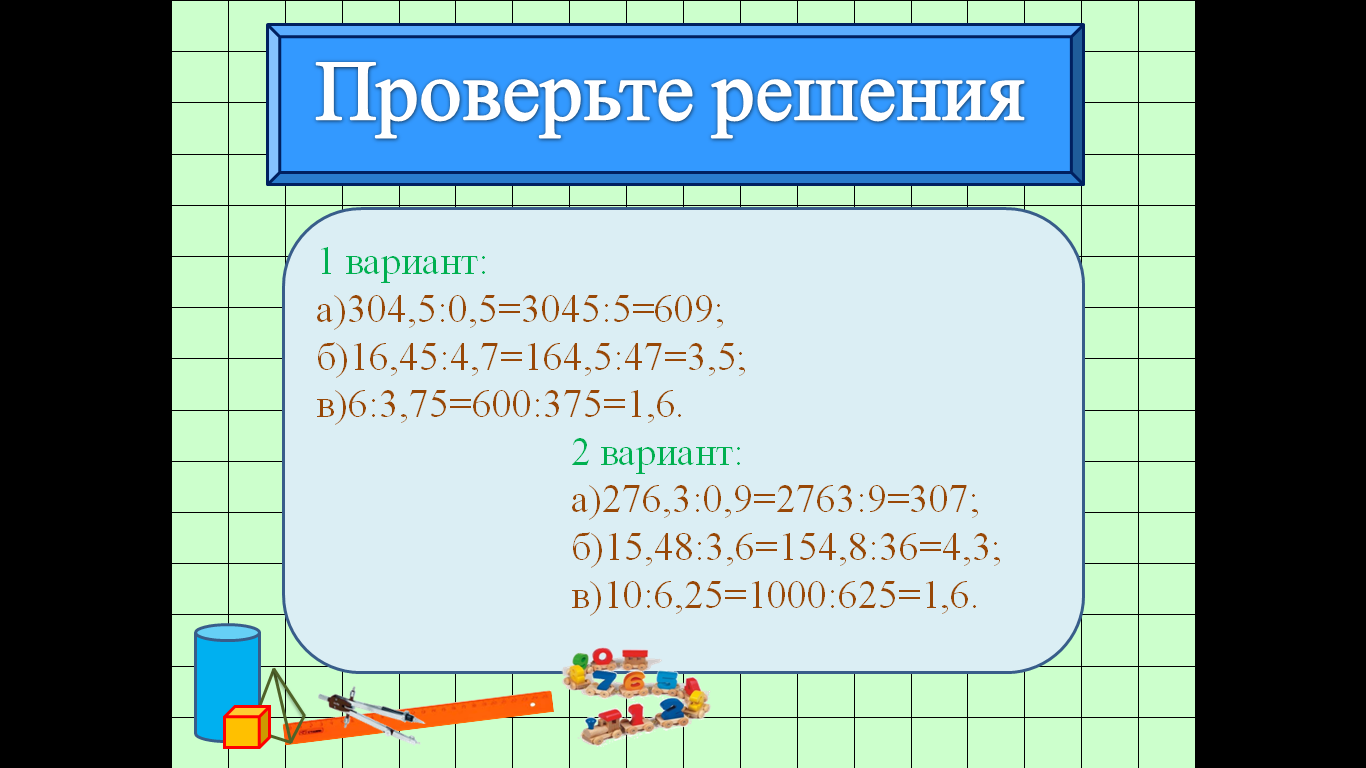 Проверьте решения
1 вариант:
а)304,5:0,5=3045:5=609;
б)16,45:4,7=164,5:47=3,5;
в)6:3,75=600:375=1,6.
2 вариант:
а)276,3:0,9=2763:9=307;
б)15,48:3,6=154,8:36=4,3;
в)10:6,25=1000:625=1,6.